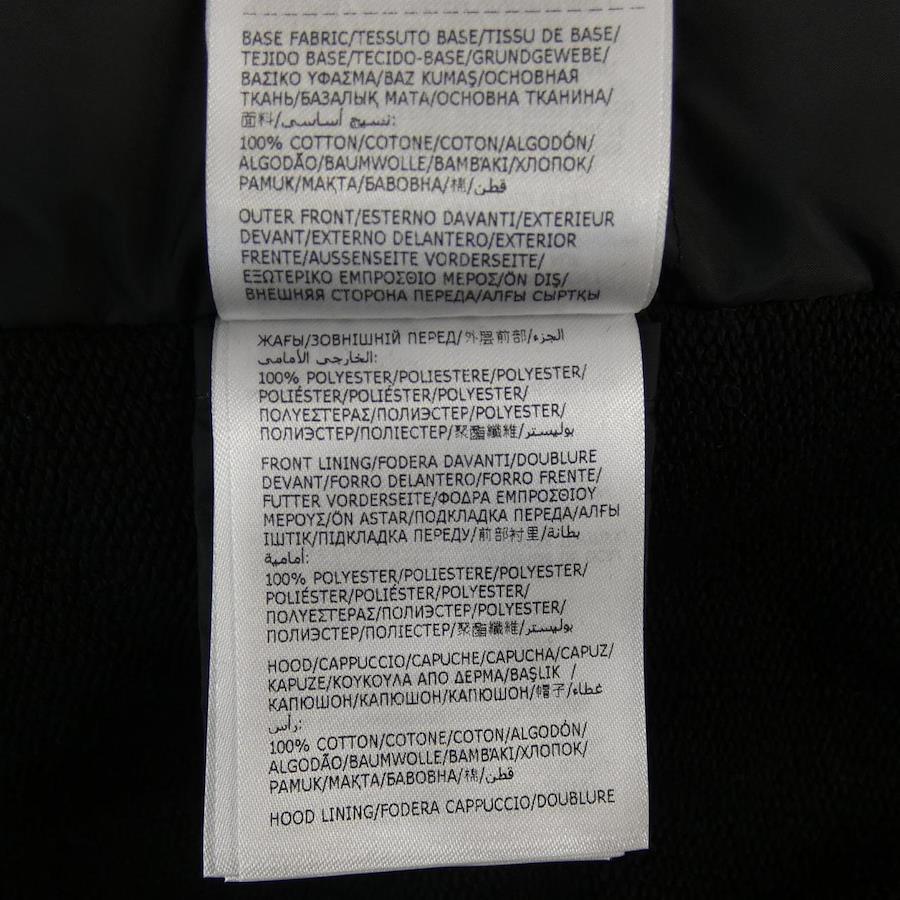 BASE FABRIC/TESSUTO BASE/TISSU DE BASE/
TEJIDO BASE/TECIDO-BASE/GRUNDGEWEBE/
ΒΑΣΙΚΟ ΥΦΑΣΜΑ/BAZ KUMAŞ/ОСНОВНАЯ
ТКАНЬ/БАЗАЛЫҚ МАТА/ОСНОВНА ТКАНИНА/
面料/نسيج أساسي:
100% COTTON/COTONE/COTON/ALGODÓN/
ALGODÃO/BAUMWOLLE/ΒΑΜΒΑΚΙ/ХЛОПОК/
PAMUK/МАҚТА/БАВОВНА/棉/قطن
OUTER FRONT/ESTERNO DAVANTI/EXTERIEUR
DEVANT/EXTERNO DELANTERO/EXTERIOR
FRENTE/AUSSENSEITE VORDERSEITE/
ΕΞΩΤΕΡΙΚΟ ΕΜΠΡΟΣΘΙΟ ΜΕΡΟΣ/ÖN DIŞ/
ВНЕШНЯЯ СТОРОНА ПЕРЕДА/АЛҒЫ СЫРТҚЫ
ЖАҒЫ/ЗОВНІШНІЙ ПЕРЕД/外层前部/الجزء
الخارجي الأمامي:
100% POLYESTER/POLIESTERE/POLYESTER/
POLIÉSTER/POLIÉSTER/POLYESTER/
ΠΟΛΥΕΣΤΕΡΑΣ/ПОЛИЭСТЕР/POLYESTER/
ПОЛИЭСТЕР/ПОЛІЕСТЕР/聚酯纖維/بوليستر
FRONT LINING/FODERA DAVANTI/DOUBLURE
DEVANT/FORRO DELANTERO/FORRO FRENTE/
FUTTER VORDERSEITE/ΦΟΔΡΑ ΕΜΠΡΟΣΘΙΟΥ
ΜΕΡΟΥΣ/ÖN ASTAR/ПОДКЛАДКА ПЕРЕДА/АЛҒЫ
ІШТІК/ПІДКЛАДКА ПЕРЕДУ/前部衬里/بطانة
أمامية:
100% POLYESTER/POLIESTERE/POLYESTER/
POLIÉSTER/POLIÉSTER/POLYESTER/
ΠΟΛΥΕΣΤΕΡΑΣ/ПОЛИЭСТЕР/POLYESTER/
ПОЛИЭСТЕР/ПОЛІЕСТЕР/聚酯纖維/بوليستر
HOOD/CAPPUCCIO/CAPUCHE/CAPUCHA/CAPUZ/
KAPUZE/ΚΟΥΚΟΥΛΑ ΑΠΟ ΔΕΡΜΑ/BAŞLIK /
КАПЮШОН/КАПЮШОН/КАПЮШОН/帽子/غطاء
رأس:
100% COTTON/COTONE/COTON/ALGODÓN/
ALGODÃO/BAUMWOLLE/ΒΑΜΒΑΚΙ/ХЛОПОК/
PAMUK/МАҚТА/БАВОВНА/棉/قطن
HOOD LINING/FODERA CAPPUCCIO/DOUBLURE